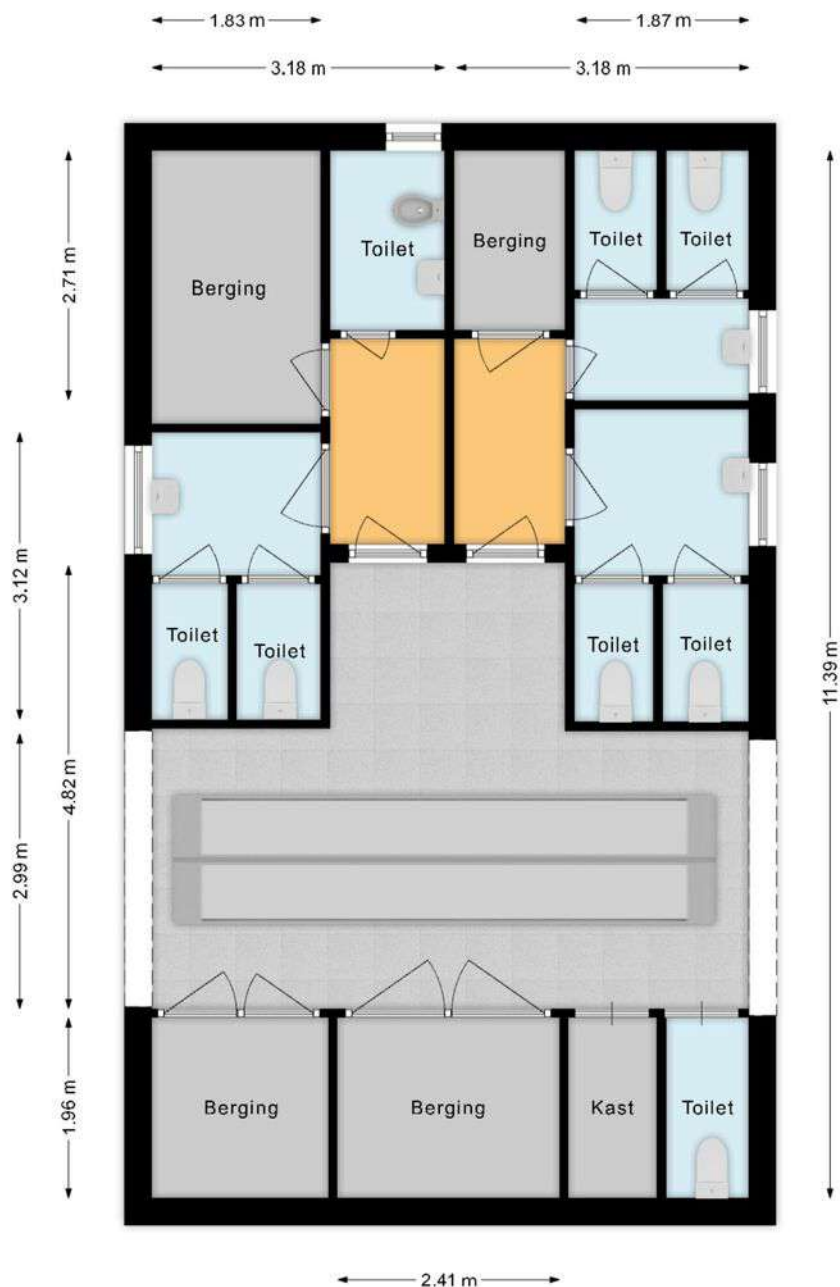 1.83 m
1.87 m
3.18 m
3.18 m
2.71 m
Berging
Toilet
Berging
Toilet
Toilet
3.12 m
Toilet
Toilet
Toilet
Toilet
11.39 m
4.82 m
2.99 m
1.96 m
Berging
Berging
Kast
Toilet
2.41 m